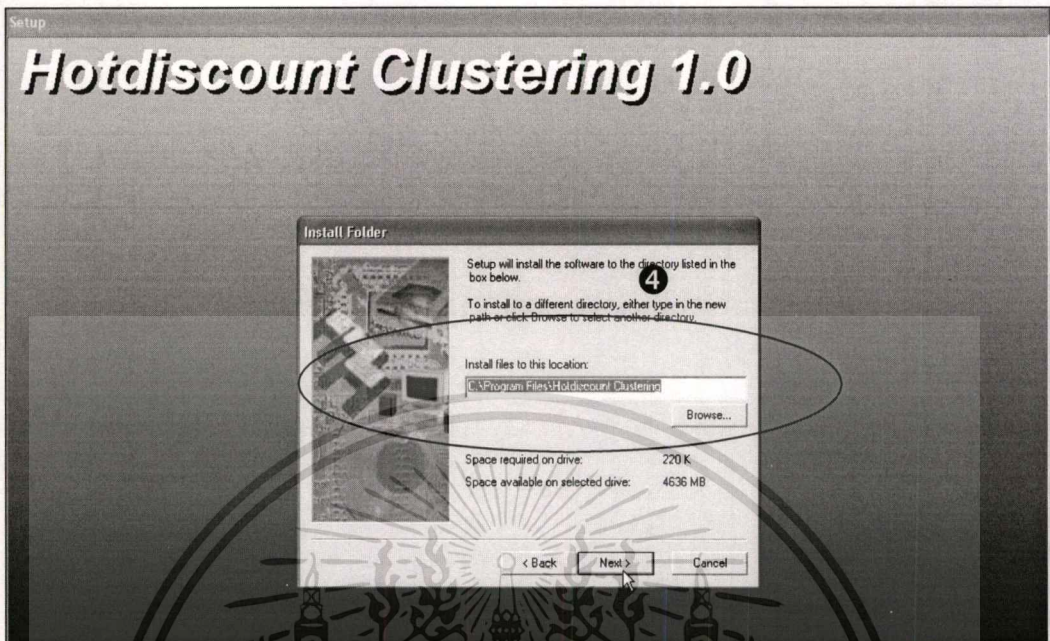 Setup
Hotdiscount Clustering 1.0
Install Folder
Setup will install the software to the directory listed in the
box below.
4
To install to a different directory, either type in the new
path or click Browse to select another directory.
Install files to this location:
C:\Program Files\Hotdiscount Clustering
Browse...
Space required on drive: 220 K
Space available on selected drive: 4636 MB
< Back Next > Cancel